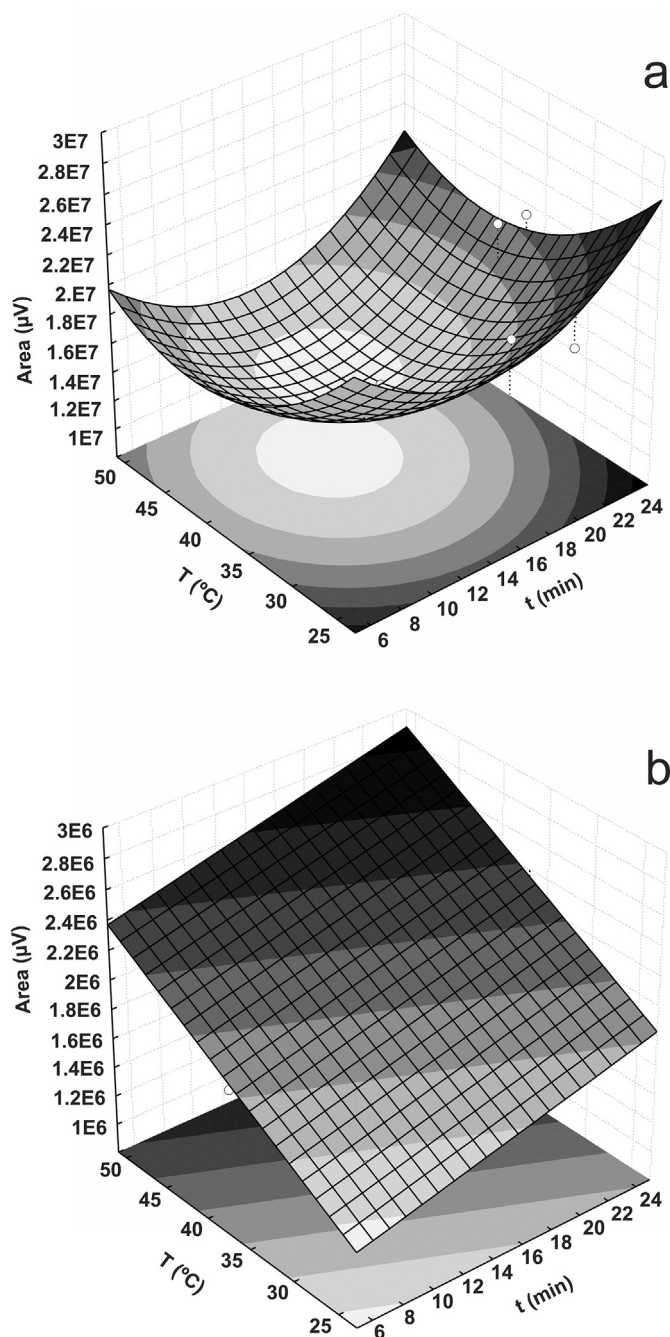 a
3E7
2.8E7
2.6E7
2.4E7
2.2E7
2.0E7
1.8E7
1.6E7
1.4E7
1.2E7
1E7
Area (µV)
50
45
40
35
30
25
T (ºC)
6
8
10
12
14
16
18
20
22
24
t (min)
b
3E6
2.8E6
2.6E6
2.4E6
2.2E6
2E6
1.8E6
1.6E6
1.4E6
1.2E6
1E6
Area (µV)
50
45
40
35
30
25
T (ºC)
6
8
10
12
14
16
18
20
22
24
t (min)